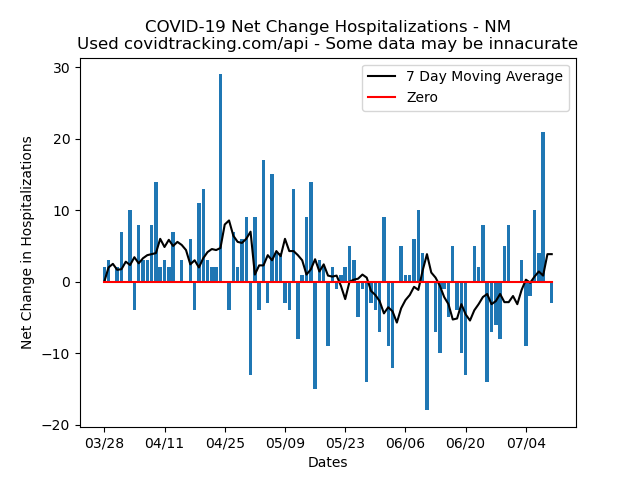 COVID-19 Net Change Hospitalizations - NM
Used covidtracking.com/api - Some data may be innacurate
7 Day Moving Average
Zero
Net Change in Hospitalizations
30
20
10
0
−10
−20
03/28 04/11 04/25 05/09 05/23 06/06 06/20 07/04
Dates